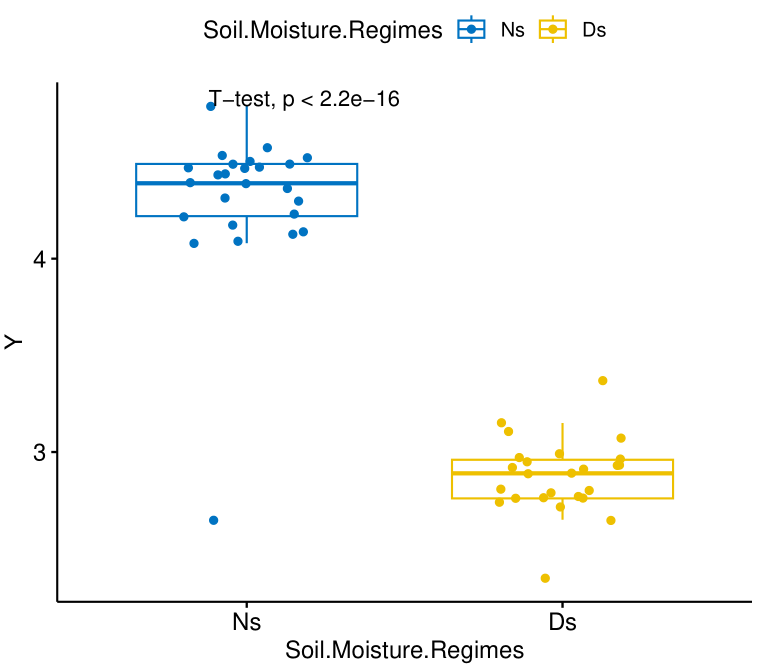 Soil.Moisture.Regimes Ns Ds
T−test, p < 2.2e−16
4
3
Y
Ns Ds
Soil.Moisture.Regimes